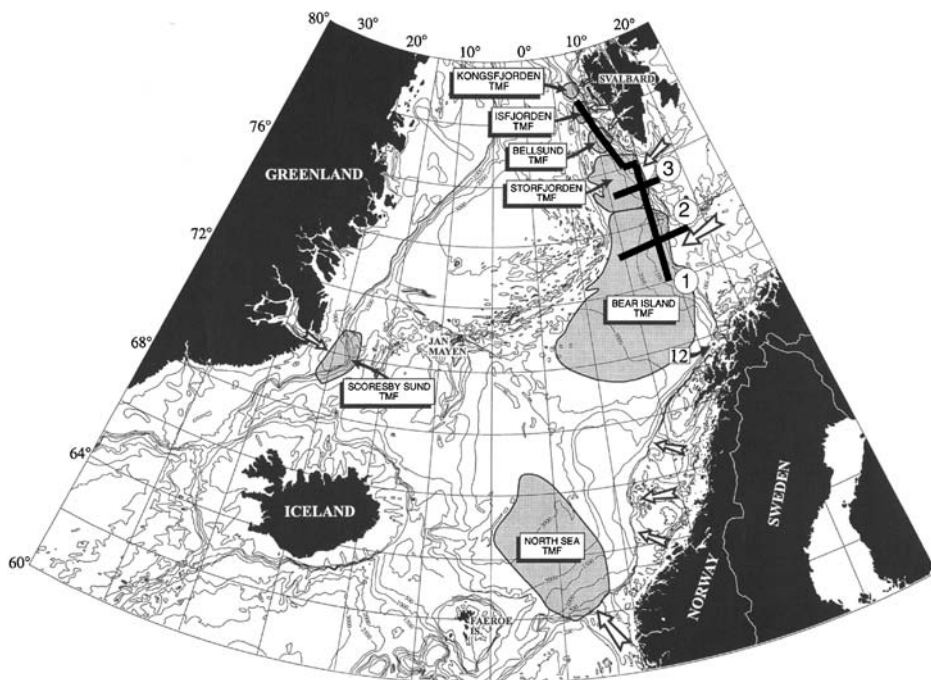 80°
30°
20°
10°
0°
10°
20°
KONGSFJORDEN
TMF
SVALBARD
ISFJORDEN
TMF
76°
BELLSUND
TMF
3
GREENLAND
STORFJORDEN
TMF
2
72°
1
BEAR ISLAND
TMF
68°
JAN
MAYEN
12
SCORESBY SUND
TMF
64°
SWEDEN
ICELAND
NORTH SEA
TMF
60°
NORWAY
FAEROE
IS.